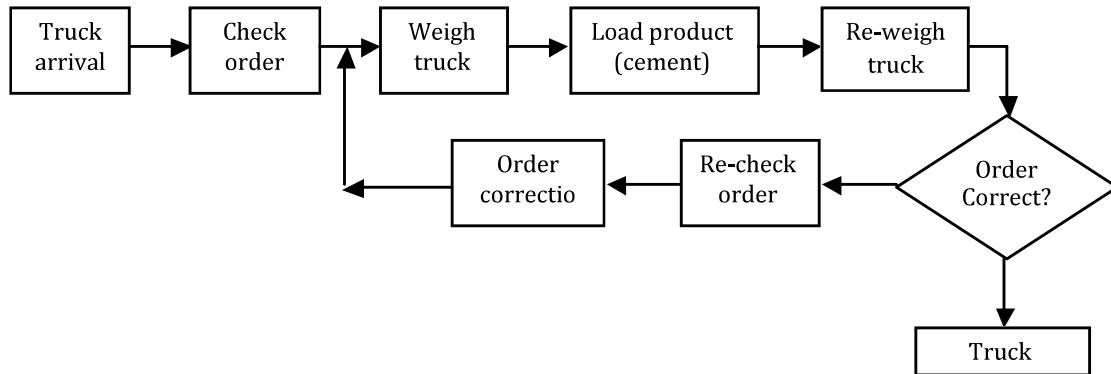 Truck
arrival
Check
order
Weigh
truck
Load product
(cement)
Re-weigh
truck
Order
Correct?
Re-check
order
Order
correctio
Truck